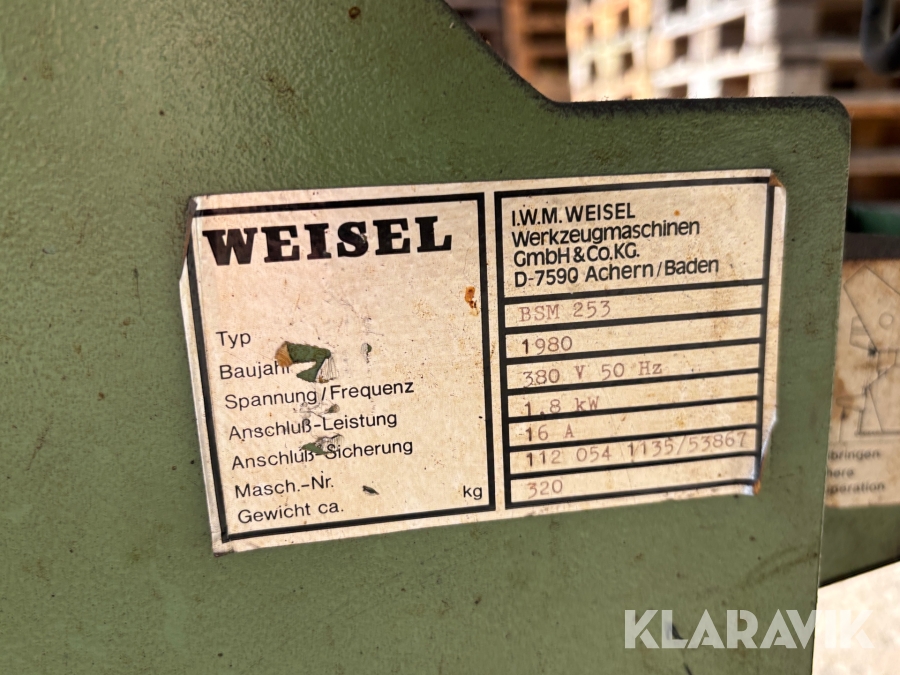 WEISEL
Typ
Baujahr
Spannung/Frequenz
Anschluß-Leistung
Anschluß-Sicherung
Masch.-Nr.
Gewicht ca. kg
I.W.M. WEISEL
Werkzeugmaschinen
GmbH & Co. KG.
D-7590 Achern/Baden
BSM 253
1980
380 V 50 Hz
1.8 kW
16 A
112 054 1135/53867
320
KLARAVIK